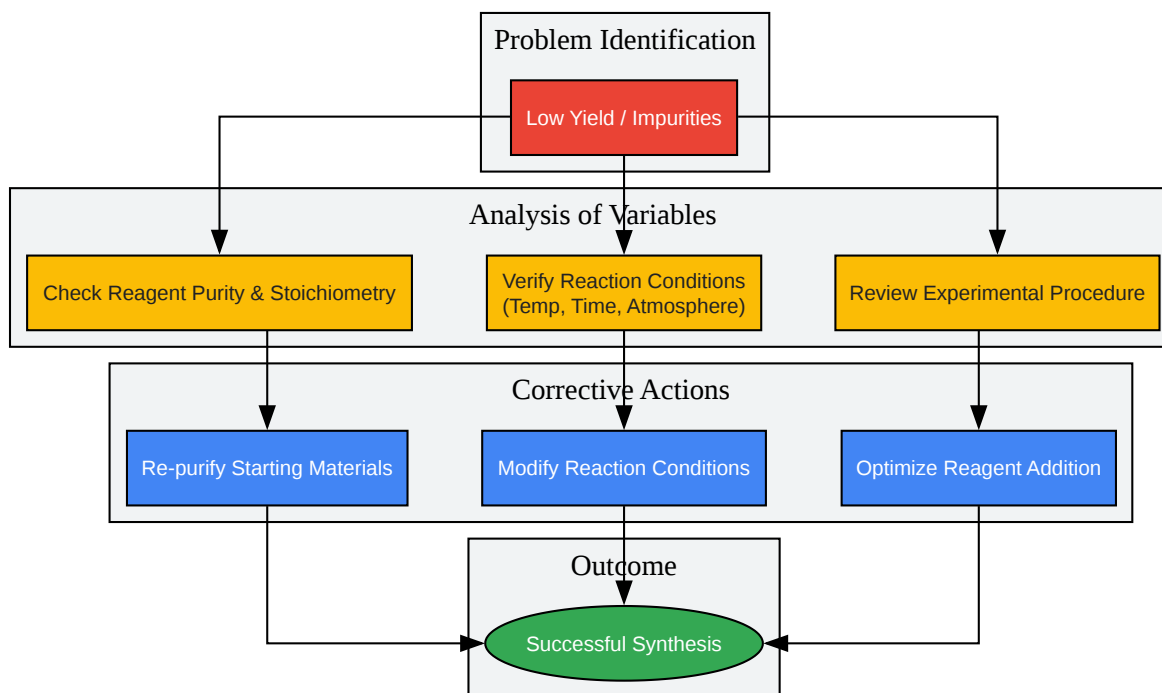 Problem Identification
Low Yield / Impurities
Analysis of Variables
Check Reagent Purity & Stoichiometry
Verify Reaction Conditions
(Temp, Time, Atmosphere)
Review Experimental Procedure
Corrective Actions
Re-purify Starting Materials
Modify Reaction Conditions
Optimize Reagent Addition
Outcome
Successful Synthesis